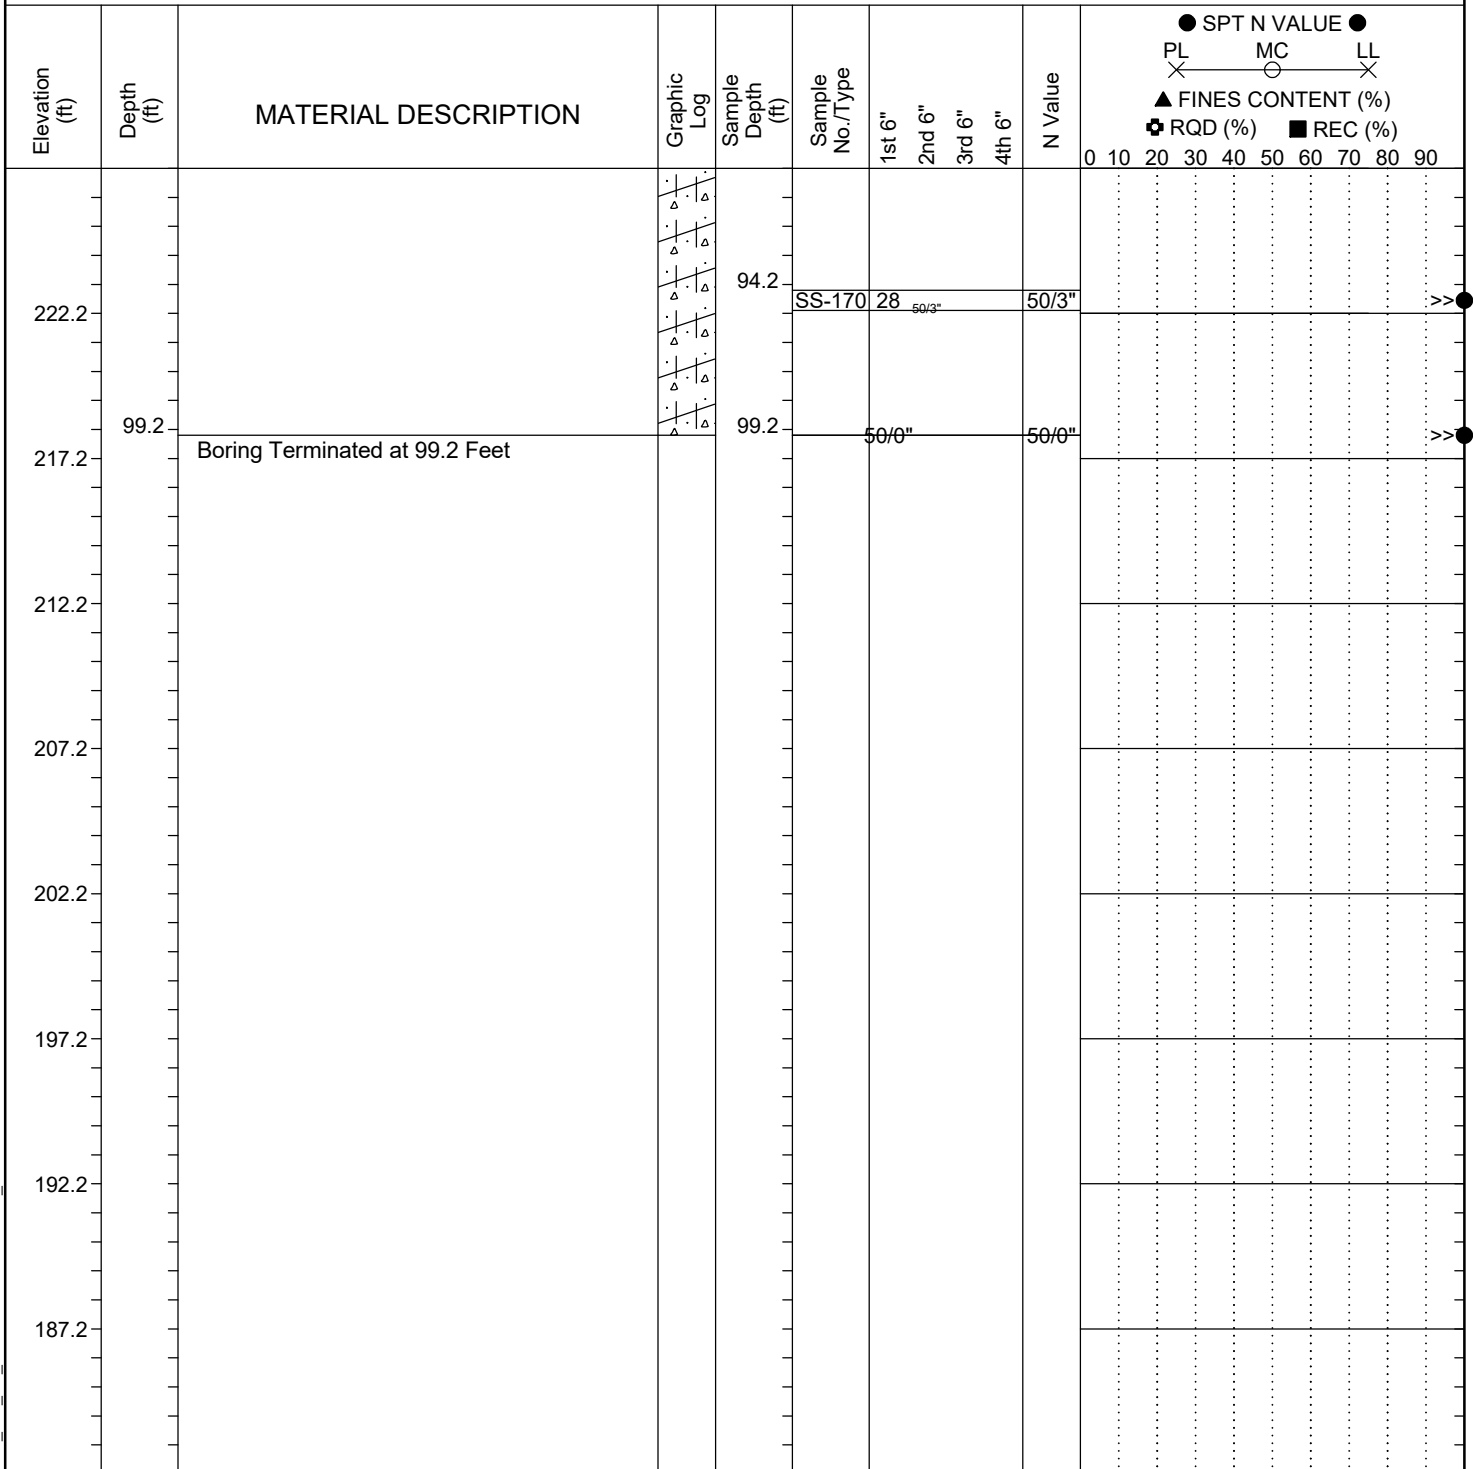 Elevation
(ft)
Depth
(ft)
MATERIAL DESCRIPTION
Graphic
Log
Sample
Depth
(ft)
Sample
No./Type
1st 6"
2nd 6"
3rd 6"
4th 6"
N Value
● SPT N VALUE ●
PL MC LL
▲ FINES CONTENT (%)
RQD (%) ■ REC (%)
0 10 20 30 40 50 60 70 80 90
94.2
SS-170 28 50/3" 50/3" >>
222.2
99.2 99.2
50/0" 50/0" >>
Boring Terminated at 99.2 Feet
217.2
212.2
207.2
202.2
197.2
192.2
187.2